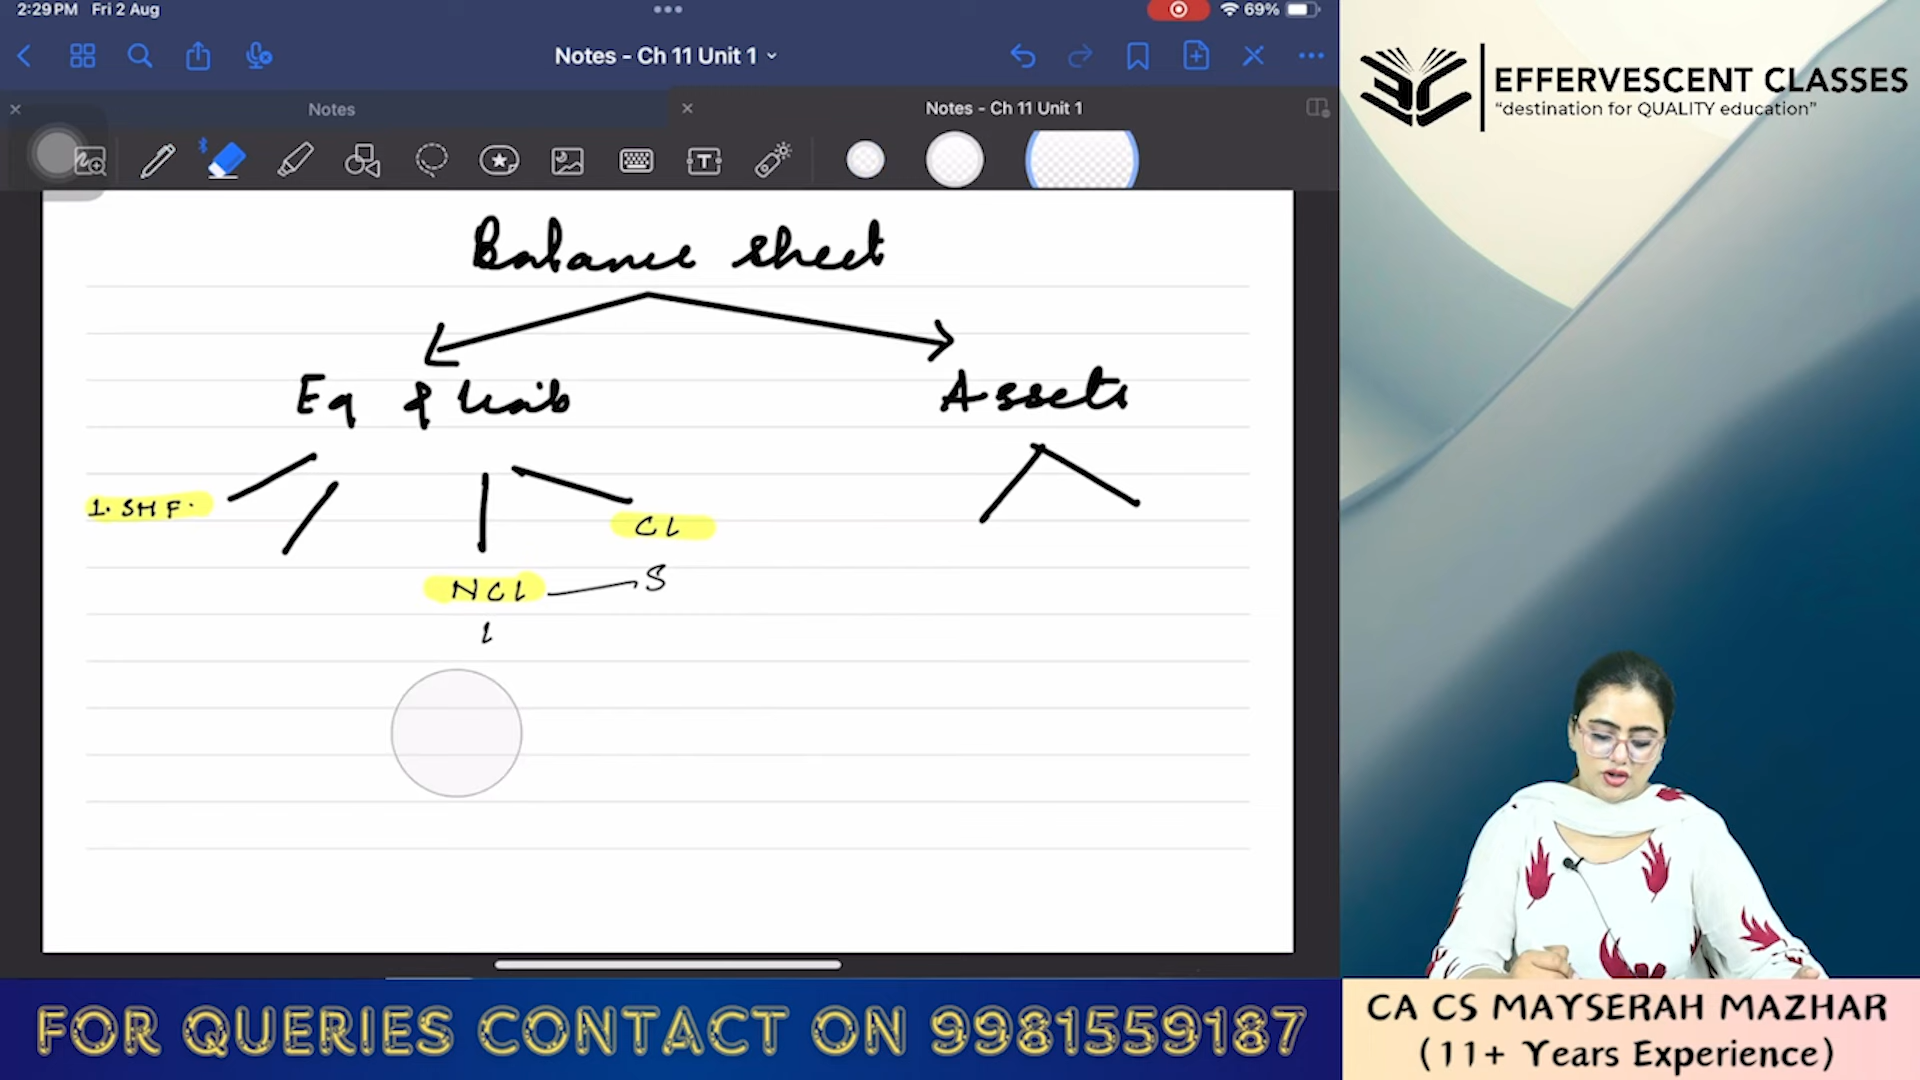 2:29 PM Fri 2 Aug
69%
Notes - Ch 11 Unit 1
Notes
Notes - Ch 11 Unit 1
EFFERVESCENT CLASSES
“destination for QUALITY education”
Balance Sheet
Eq & Liab
Assets
1. SHF.
CL
NCL
S
L
FOR QUERIES CONTACT ON 9981559187
CA CS MAYSERAH MAZHAR
(11+ Years Experience)